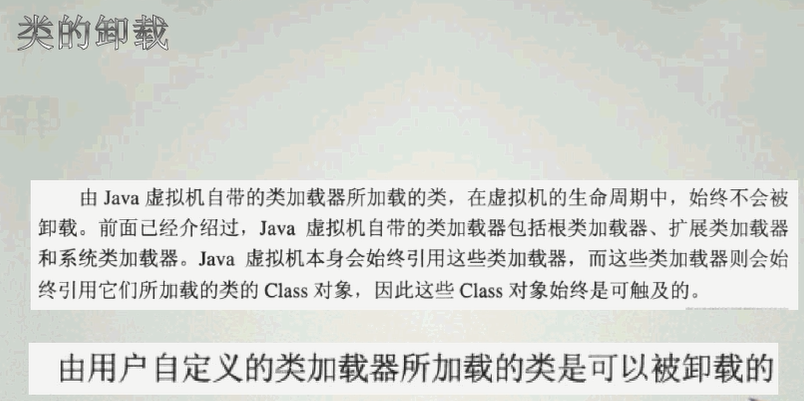 类的卸载
由 Java 虚拟机自带的类加载器所加载的类，在虚拟机的生命周期中，始终不会被
卸载。前面已经介绍过，Java 虚拟机自带的类加载器包括根类加载器、扩展类加载器
和系统类加载器。Java 虚拟机本身会始终引用这些类加载器，而这些类加载器则会始
终引用它们所加载的类的 Class 对象，因此这些 Class 对象始终是可触及的。
由用户自定义的类加载器所加载的类是可以被卸载的